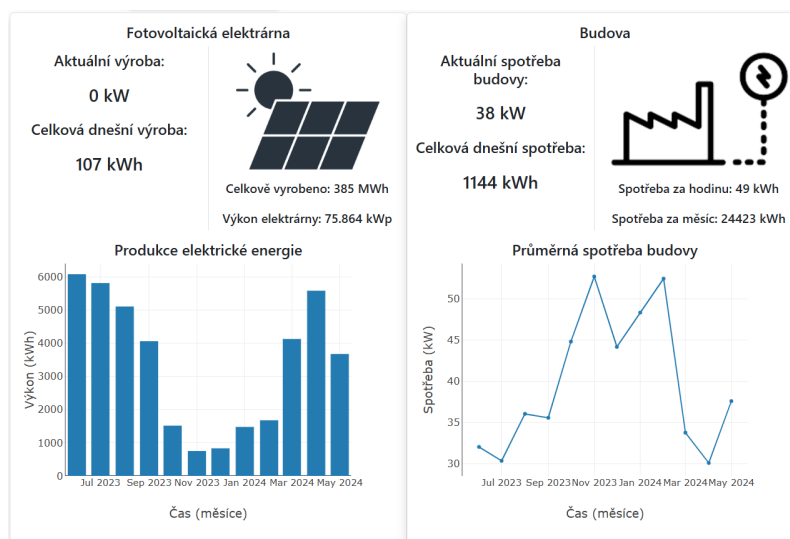 Fotovoltaická elektrárna
Aktuální výroba:
0 kW
Celková dnešní výroba:
107 kWh
Celkově vyrobeno: 385 MWh
Výkon elektrárny: 75.864 kWp
Produkce elektrické energie
Výkon (kWh)
6000
5000
4000
3000
2000
1000
0
Jul 2023 Sep 2023 Nov 2023 Jan 2024 Mar 2024 May 2024
Čas (měsíce)
Budova
Aktuální spotřeba
budovy:
38 kW
Celková dnešní spotřeba:
1144 kWh
Spotřeba za hodinu: 49 kWh
Spotřeba za měsíc: 24423 kWh
Průměrná spotřeba budovy
Spotřeba (kW)
50
45
40
35
30
Jul 2023 Sep 2023 Nov 2023 Jan 2024 Mar 2024 May 2024
Čas (měsíce)